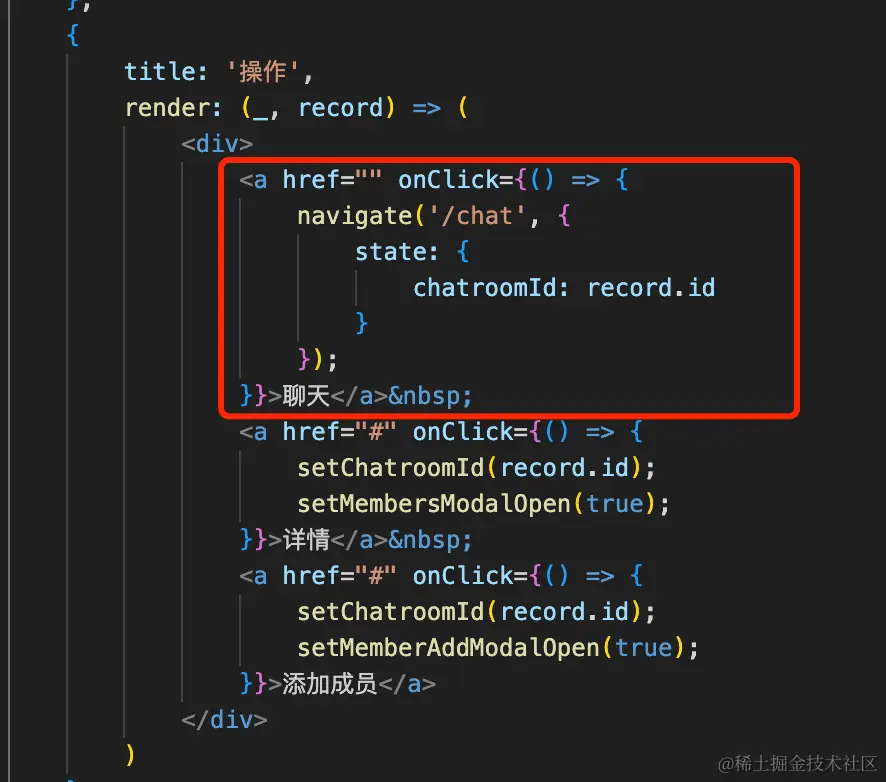 },
{
title: '操作',
render: (_, record) => (
<div>
<a href="" onClick={() => {
navigate('/chat', {
state: {
chatroomId: record.id
}
});
}}>聊天</a>&nbsp;
<a href="#" onClick={() => {
setChatroomId(record.id);
setMembersModalOpen(true);
}}>详情</a>&nbsp;
<a href="#" onClick={() => {
setChatroomId(record.id);
setMemberAddModalOpen(true);
}}>添加成员</a>
</div>
)
@稀土掘金技术社区